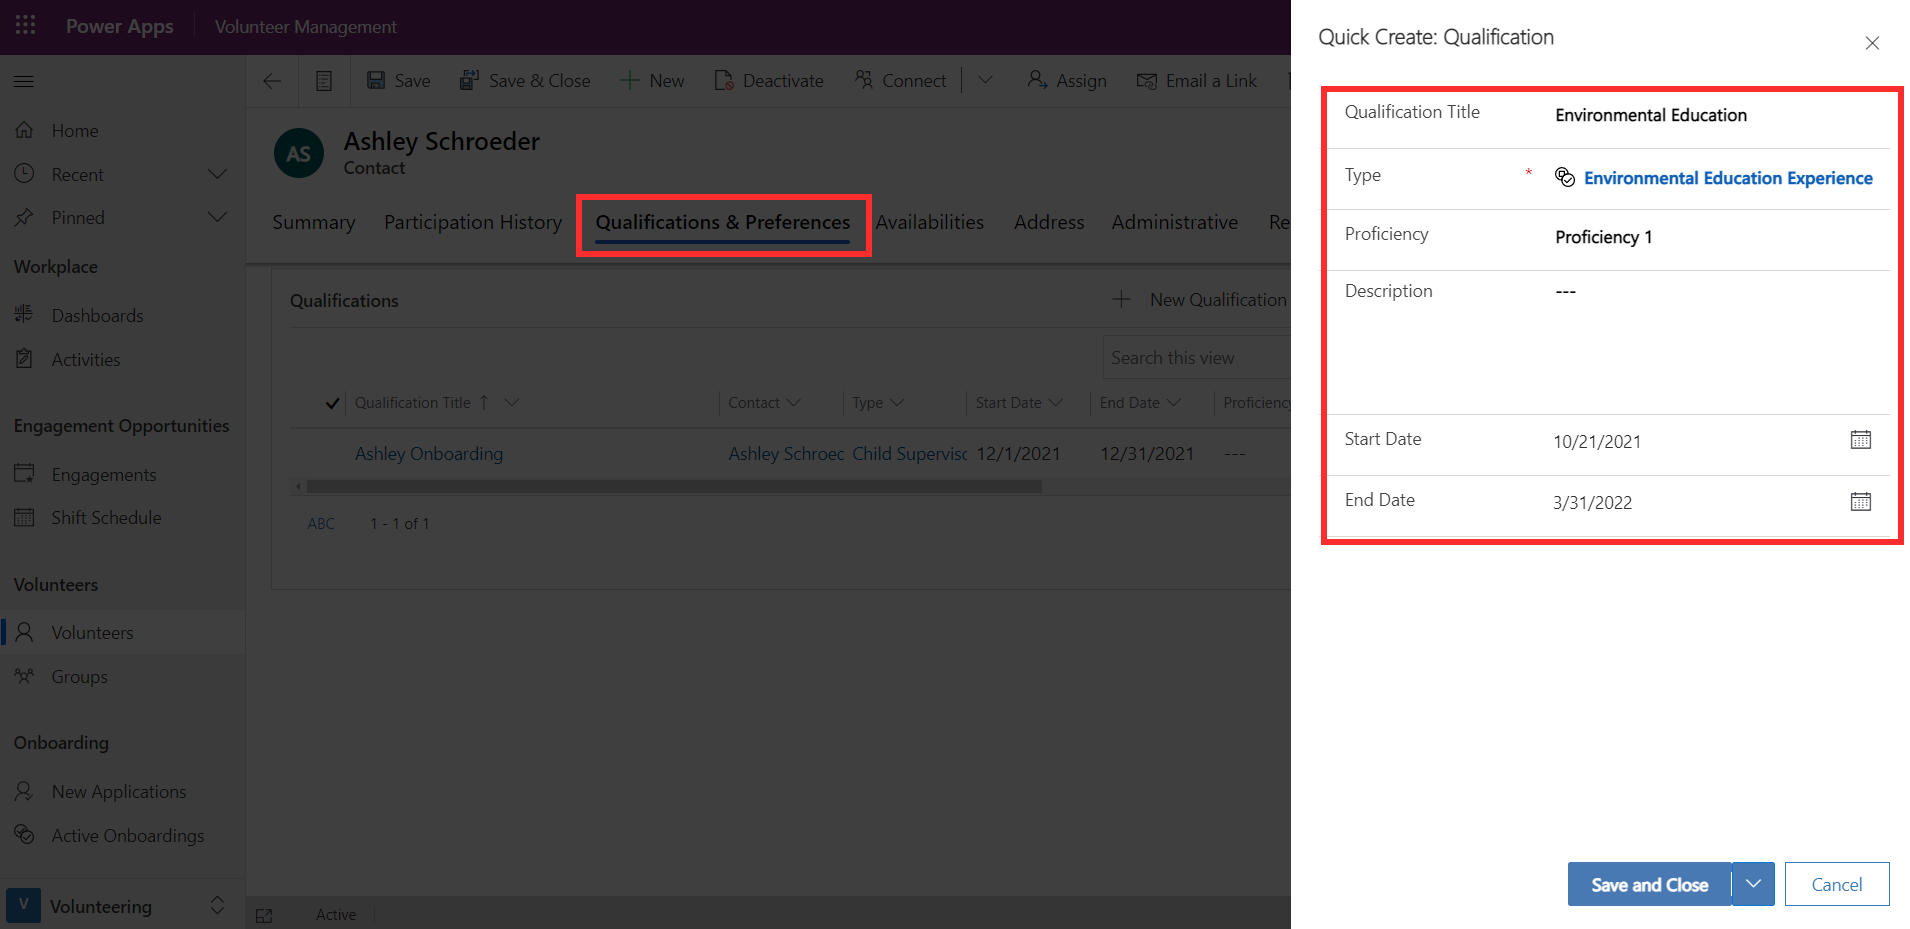 Power Apps
Volunteer Management
Save
Save & Close
New
Deactivate
Connect
Assign
Email a Link
Home
Recent
Pinned
Workplace
Dashboards
Activities
Engagement Opportunities
Engagements
Shift Schedule
Volunteers
Volunteers
Groups
Onboarding
New Applications
Active Onboardings
V
Volunteering
AS
Ashley Schroeder
Contact
Summary
Participation History
Qualifications & Preferences
Availabilities
Address
Administrative
Re
Qualifications
New Qualification
Search this view
Qualification Title
Contact
Type
Start Date
End Date
Proficiency
Ashley Onboarding
Ashley Schroec
Child Supervisc
12/1/2021
12/31/2021
---
ABC
1 - 1 of 1
Active
Quick Create: Qualification
Qualification Title
Environmental Education
Type
*
Environmental Education Experience
Proficiency
Proficiency 1
Description
---
Start Date
10/21/2021
End Date
3/31/2022
Save and Close
Cancel